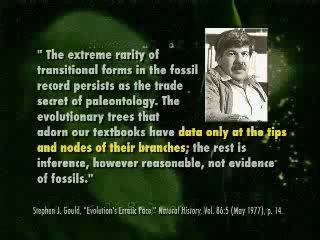 " The extreme rarity of
transitional forms in the fossil
record persists as the trade
secret of paleontology. The
evolutionary trees that
adorn our textbooks have data only at the tips
and nodes of their branches; the rest is
inference, however reasonable, not evidence
of fossils."
Stephen J. Gould, "Evolution's Erratic Pace." Natural History, Vol. 86:5 (May 1977), p. 14.